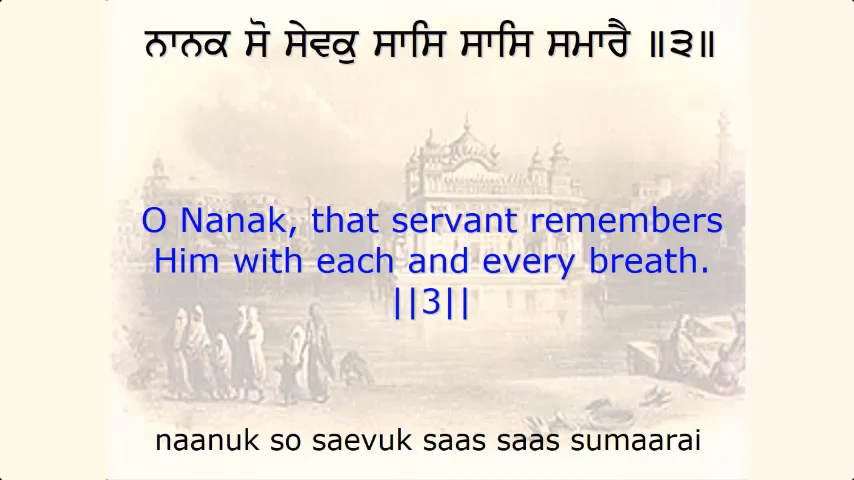 ਨਾਨਕ ਸੋ ਸੇਵਕੁ ਸਾਸਿ ਸਾਸਿ ਸਮਾਰੈ ॥੩॥
O Nanak, that servant remembers
Him with each and every breath.
||3||
naanuk so saevuk saas saas sumaarai